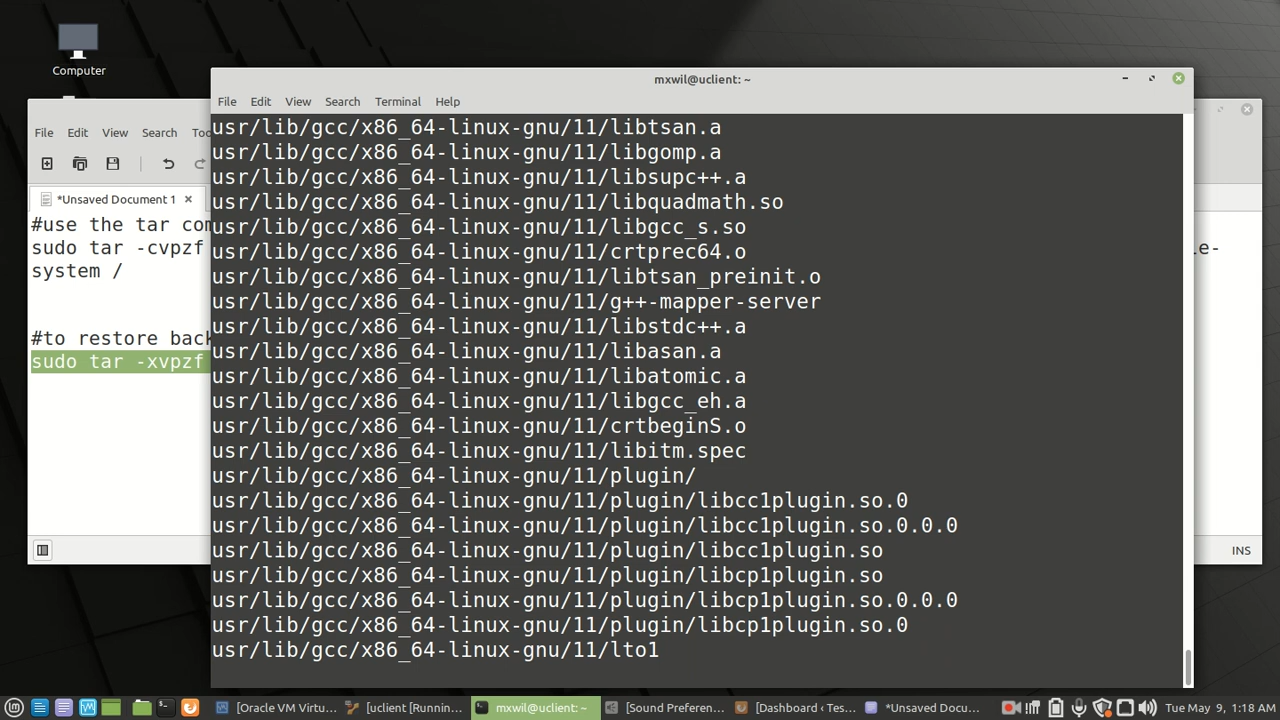 Computer
mxwil@uclient: ~
File Edit View Search Terminal Help
File Edit View Search
*Unsaved Document 1
#use the tar
sudo tar -cvpzf
system /
#to restore
sudo tar -xvpzf
usr/lib/gcc/x86_64-linux-gnu/11/libtsan.a
usr/lib/gcc/x86_64-linux-gnu/11/libgomp.a
usr/lib/gcc/x86_64-linux-gnu/11/libsupc++.a
usr/lib/gcc/x86_64-linux-gnu/11/libquadmath.so
usr/lib/gcc/x86_64-linux-gnu/11/libgcc_s.so
usr/lib/gcc/x86_64-linux-gnu/11/crtprec64.o
usr/lib/gcc/x86_64-linux-gnu/11/libtsan_preinit.o
usr/lib/gcc/x86_64-linux-gnu/11/g++-mapper-server
usr/lib/gcc/x86_64-linux-gnu/11/libstdc++.a
usr/lib/gcc/x86_64-linux-gnu/11/libasan.a
usr/lib/gcc/x86_64-linux-gnu/11/libatomic.a
usr/lib/gcc/x86_64-linux-gnu/11/libgcc_eh.a
usr/lib/gcc/x86_64-linux-gnu/11/crtbeginS.o
usr/lib/gcc/x86_64-linux-gnu/11/libitm.spec
usr/lib/gcc/x86_64-linux-gnu/11/plugin/
usr/lib/gcc/x86_64-linux-gnu/11/plugin/libcc1plugin.so.0
usr/lib/gcc/x86_64-linux-gnu/11/plugin/libcc1plugin.so.0.0.0
usr/lib/gcc/x86_64-linux-gnu/11/plugin/libcc1plugin.so
usr/lib/gcc/x86_64-linux-gnu/11/plugin/libcp1plugin.so
usr/lib/gcc/x86_64-linux-gnu/11/plugin/libcp1plugin.so.0.0.0
usr/lib/gcc/x86_64-linux-gnu/11/plugin/libcp1plugin.so.0
usr/lib/gcc/x86_64-linux-gnu/11/lto1
INS
[Oracle VM Virtu... [uclient [Runnin... mxwil@uclient: ~ [Sound Preferen... [Dashboard ‹ Tes... *Unsaved Docu... Tue May 9, 1:18 AM